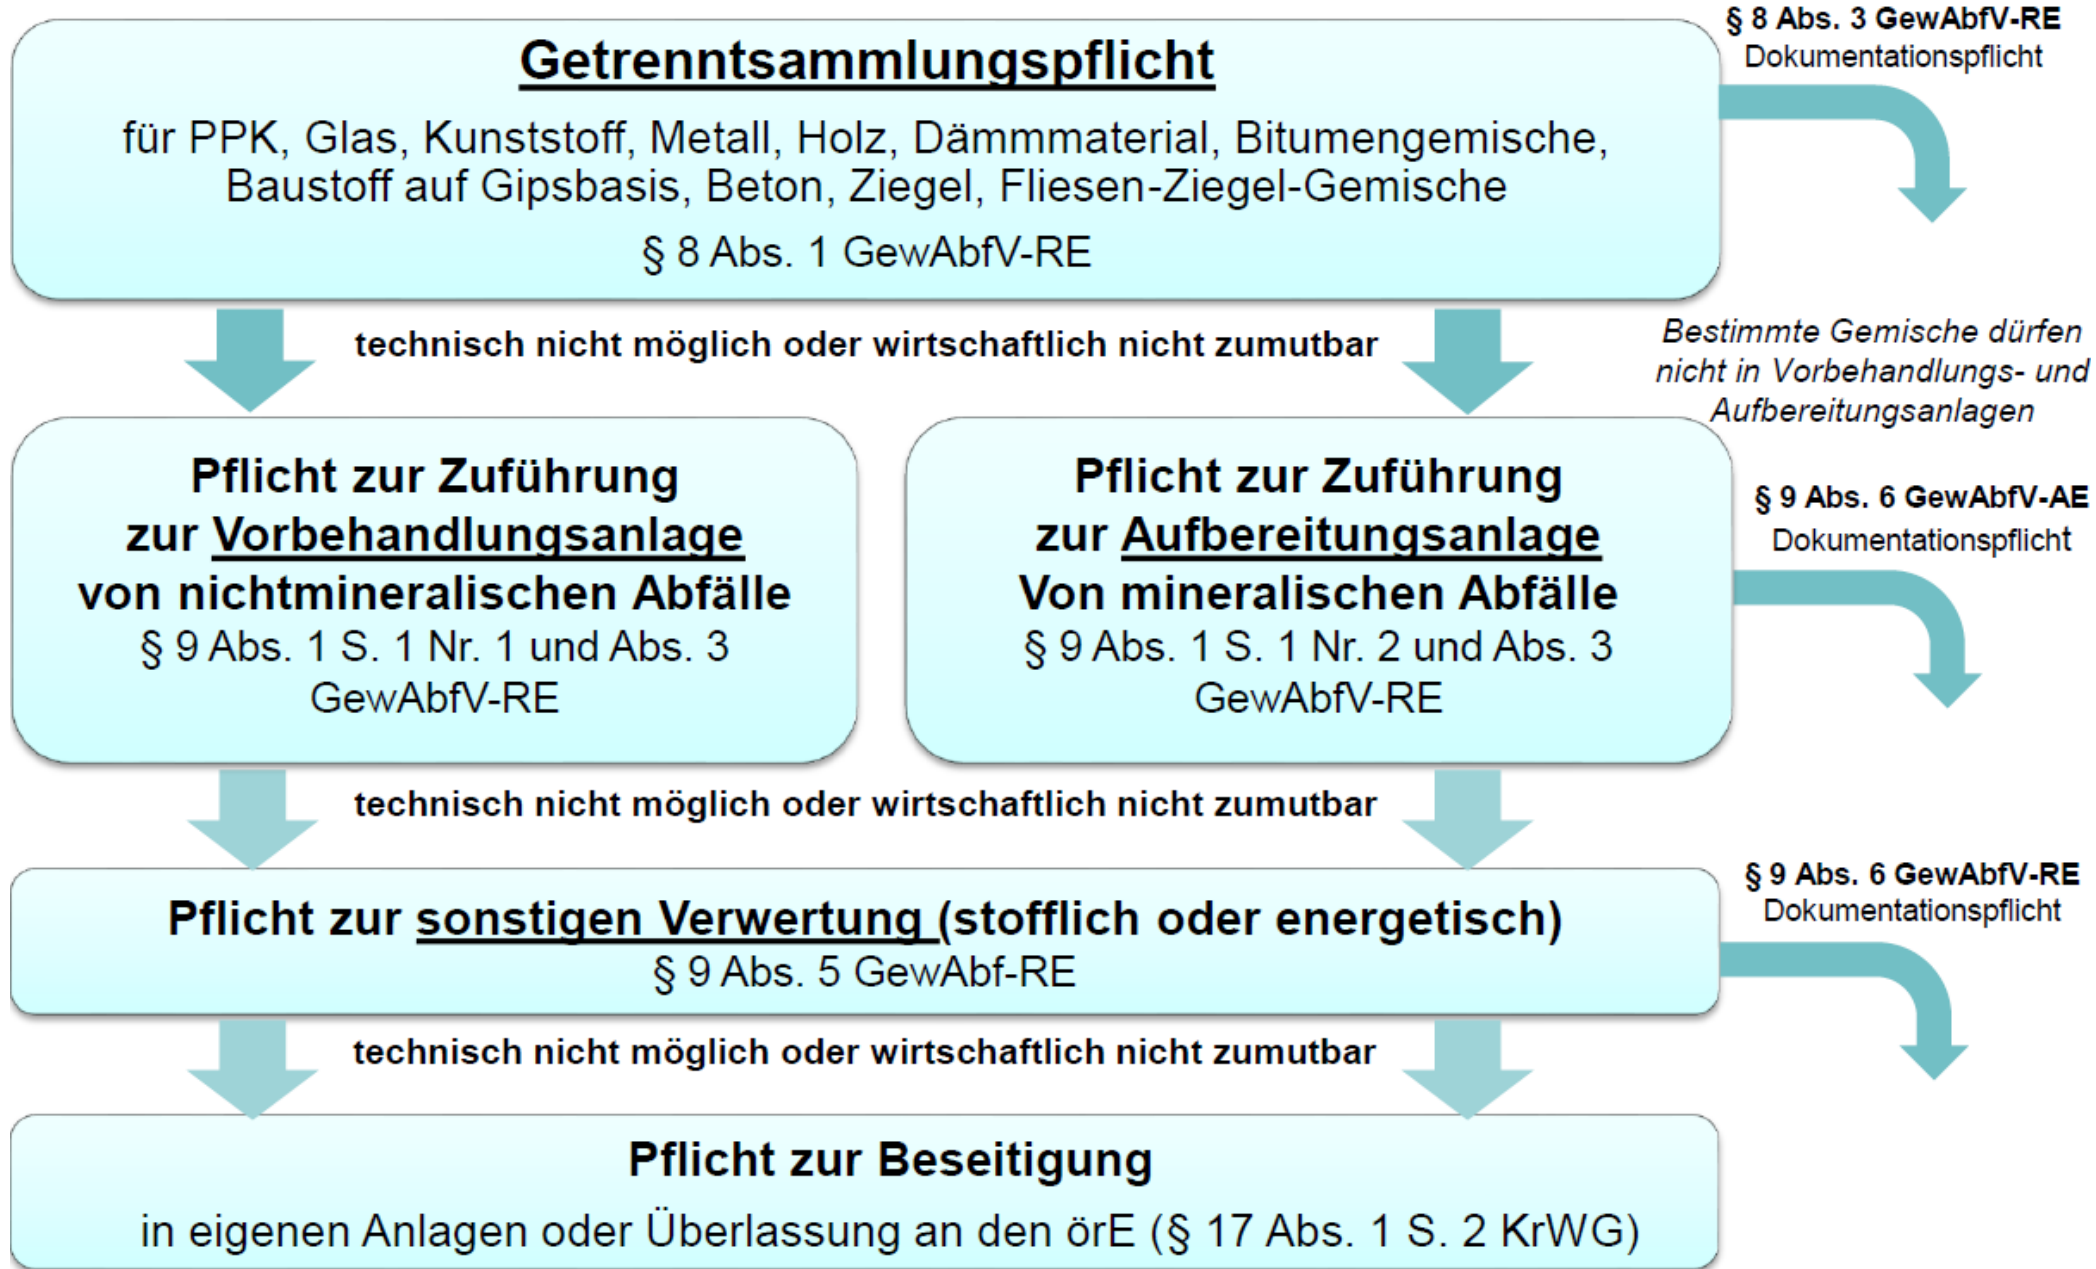 § 8 Abs. 3 GewAbfV-RE
Dokumentationspflicht
Getrenntsammlungspflicht
für PPK, Glas, Kunststoff, Metall, Holz, Dämmmaterial, Bitumengemische,
Baustoff auf Gipsbasis, Beton, Ziegel, Fliesen-Ziegel-Gemische
§ 8 Abs. 1 GewAbfV-RE
technisch nicht möglich oder wirtschaftlich nicht zumutbar
Bestimmte Gemische dürfen
nicht in Vorbehandlungs- und
Aufbereitungsanlagen
Pflicht zur Zuführung
zur Vorbehandlungsanlage
von nichtmineralischen Abfälle
§ 9 Abs. 1 S. 1 Nr. 1 und Abs. 3
GewAbfV-RE
Pflicht zur Zuführung
zur Aufbereitungsanlage
Von mineralischen Abfälle
§ 9 Abs. 1 S. 1 Nr. 2 und Abs. 3
GewAbfV-RE
§ 9 Abs. 6 GewAbfV-AE
Dokumentationspflicht
technisch nicht möglich oder wirtschaftlich nicht zumutbar
Pflicht zur sonstigen Verwertung (stofflich oder energetisch)
§ 9 Abs. 5 GewAbf-RE
§ 9 Abs. 6 GewAbfV-RE
Dokumentationspflicht
technisch nicht möglich oder wirtschaftlich nicht zumutbar
Pflicht zur Beseitigung
in eigenen Anlagen oder Überlassung an den örE (§ 17 Abs. 1 S. 2 KrWG)